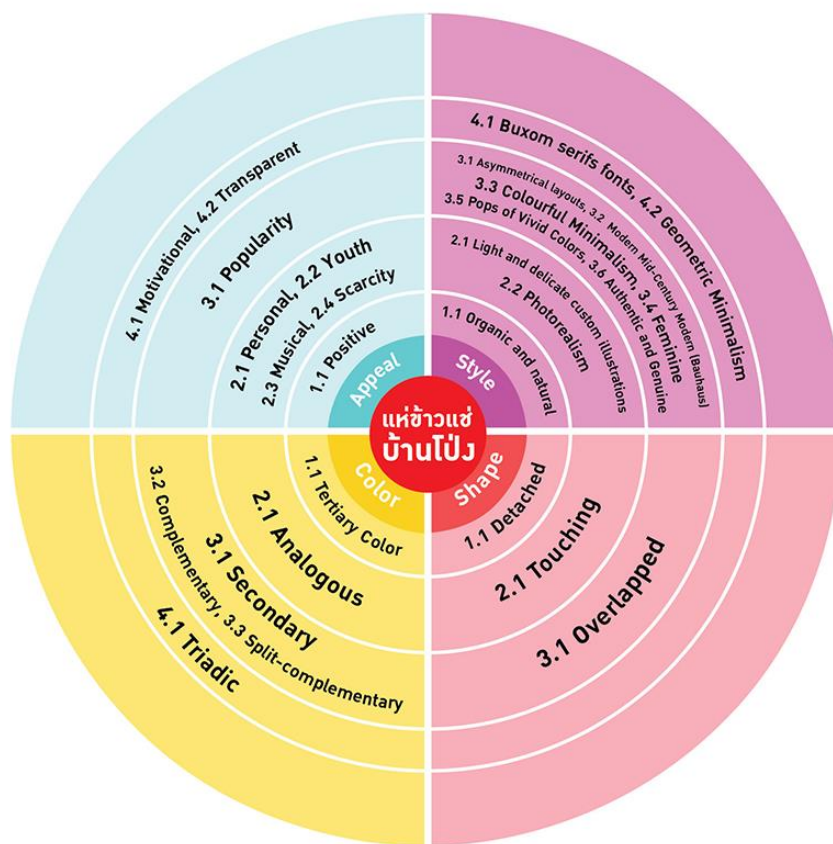 4.1 Motivational, 4.2 Transparent
3.1 Popularity
2.1 Personal, 2.2 Youth
2.3 Musical, 2.4 Scarcity
1.1 Positive
Appeal
4.1 Buxom serifs fonts, 4.2 Geometric Minimalism
3.1 Asymmetrical layouts, 3.2 Modern Mid-Century Modern (Bauhaus)
3.3 Colourful Minimalism, 3.4 Feminine
3.5 Pops of Vivid Colors, 3.6 Authentic and Genuine
2.1 Light and delicate custom illustrations
2.2 Photorealism
1.1 Organic and natural
Style
แห่ข้าวแช่
บ้านโป่ง
Color
1.1 Tertiary Color
2.1 Analogous
3.1 Secondary
3.2 Complementary, 3.3 Split-complementary
4.1 Triadic
Shape
1.1 Detached
2.1 Touching
3.1 Overlapped